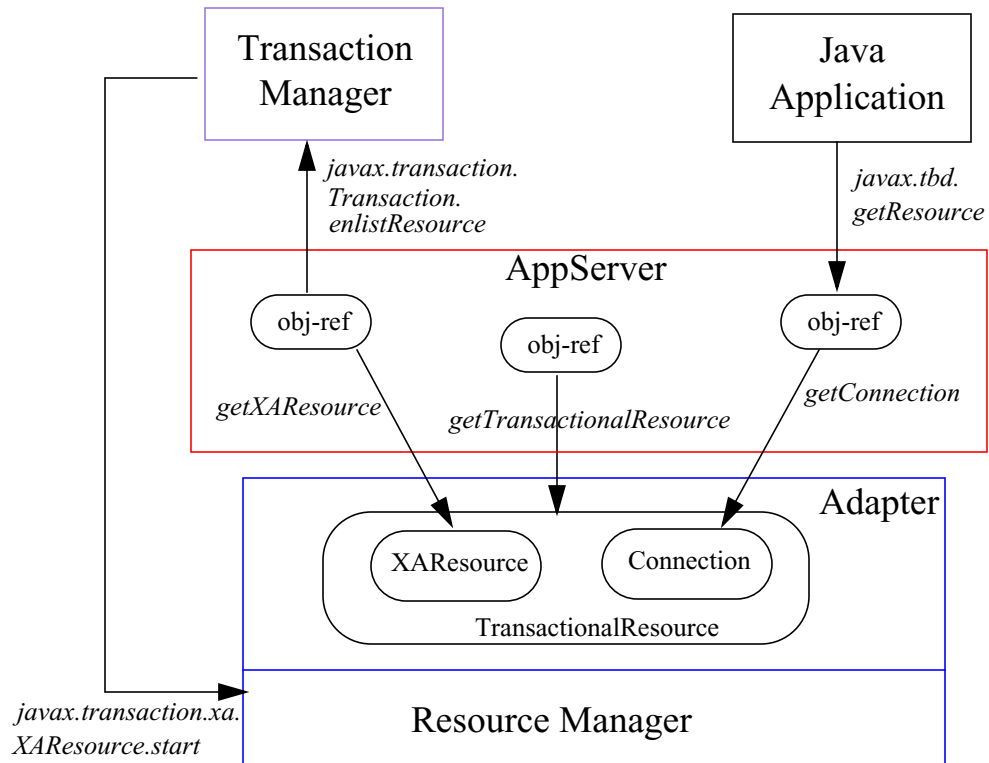 Transaction
Manager
Java
Application
javax.transaction.
Transaction.
enlistResource
javax.tbd.
getResource
AppServer
obj-ref
obj-ref
obj-ref
getXAResource
getTransactionalResource
getConnection
Adapter
XAResource
Connection
TransactionalResource
javax.transaction.xa.
XAResource.start
Resource Manager